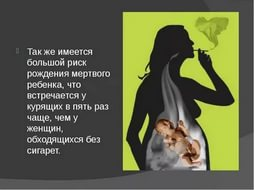 Так же имеется
большой риск
рождения мертвого
ребенка, что
встречается у
курящих в пять раз
чаще, чем у
женщин,
обходящихся без
сигарет.